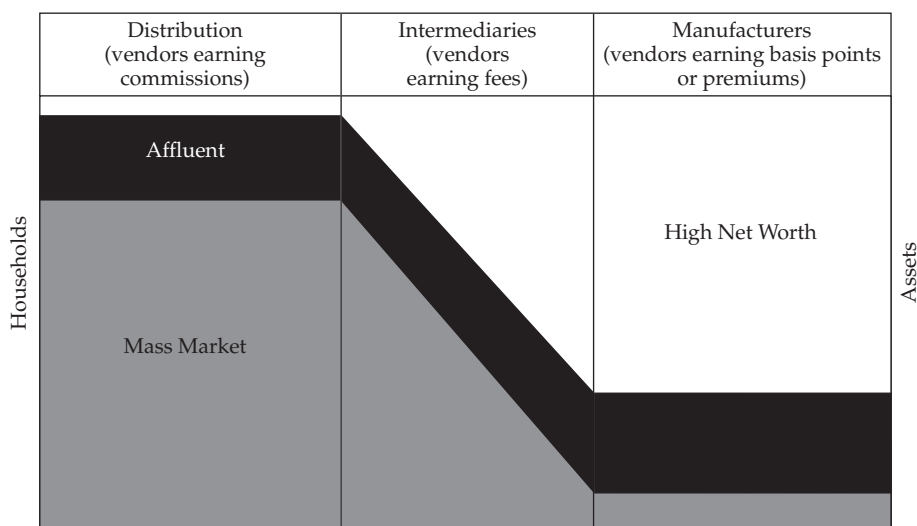 Distribution
(vendors earning
commissions)
Intermediaries
(vendors
earning fees)
Manufacturers
(vendors earning basis points
or premiums)
Affluent
High Net Worth
Mass Market
Households
Assets